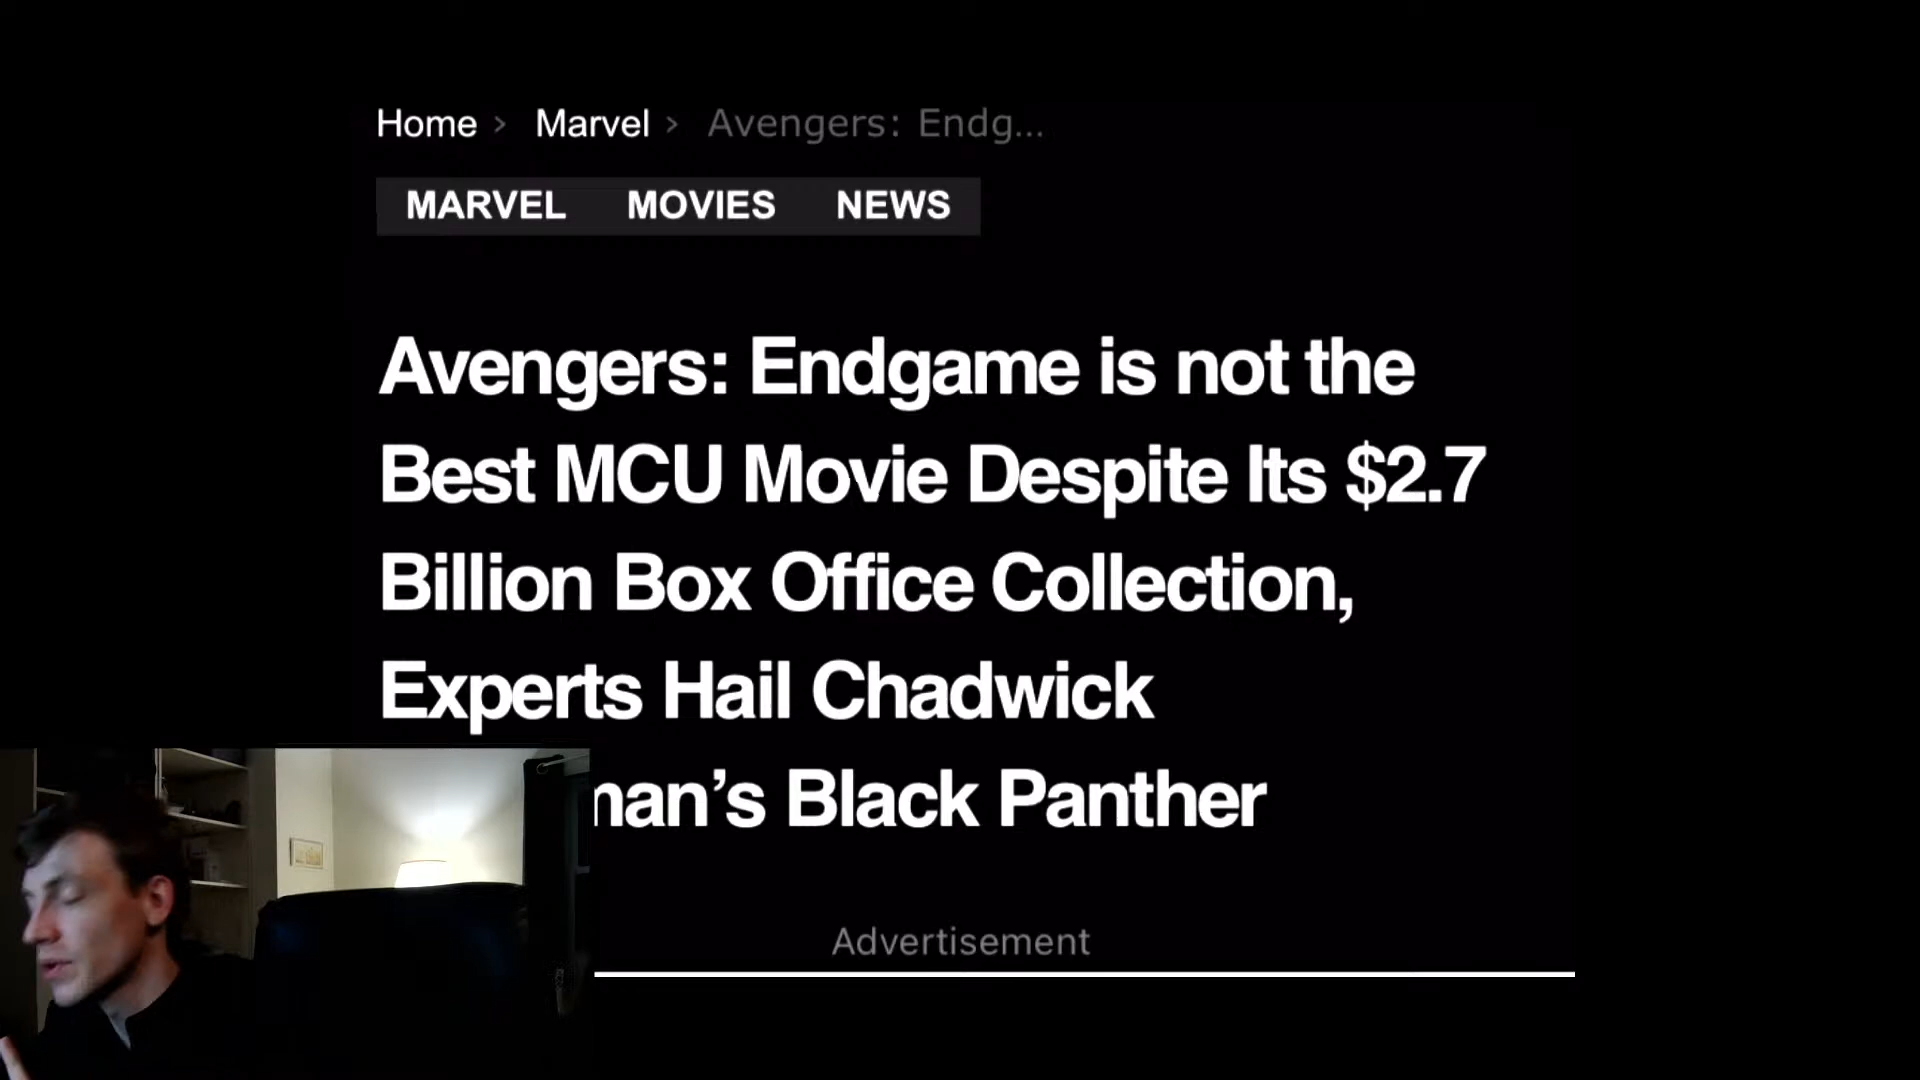 Home › Marvel › Avengers: Endg...
MARVEL MOVIES NEWS
Avengers: Endgame is not the
Best MCU Movie Despite Its $2.7
Billion Box Office Collection,
Experts Hail Chadwick
man’s Black Panther
Advertisement